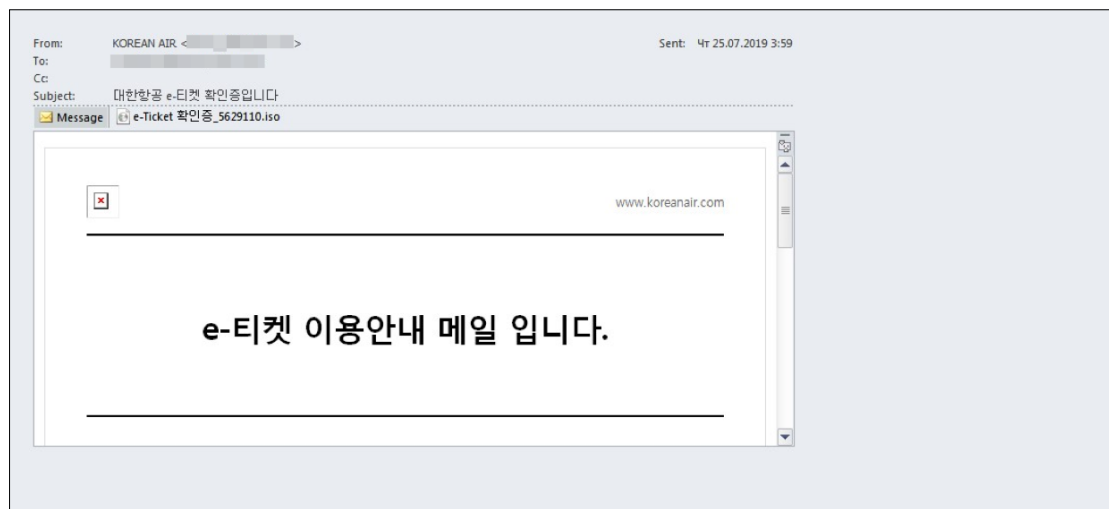 From: KOREAN AIR < > Sent: Чт 25.07.2019 3:59
To:
Cc:
Subject: 대한항공 e-티켓 확인증입니다
Message e-Ticket 확인증_5629110.iso
www.koreanair.com
e-티켓 이용안내 메일 입니다.